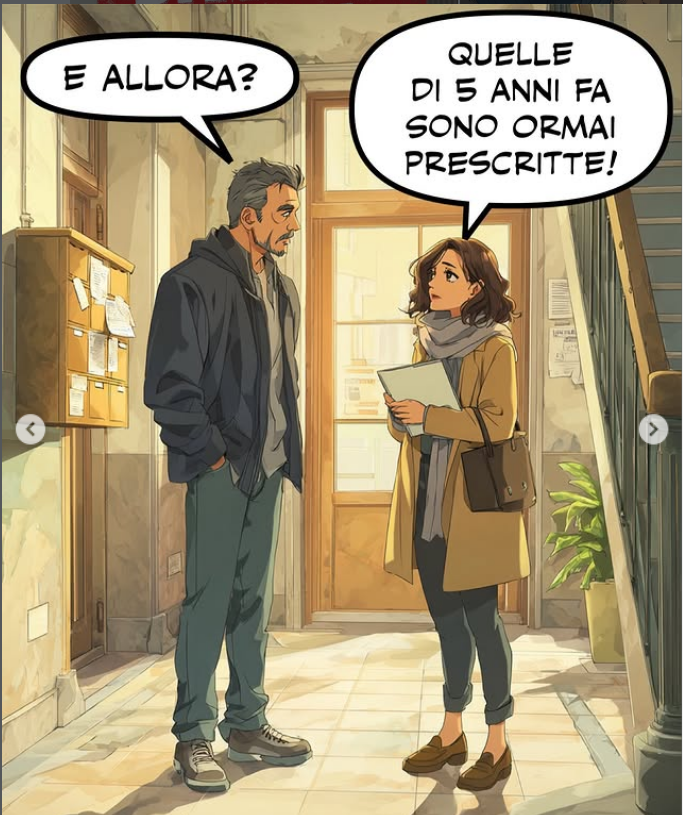 E ALLORA?
QUELLE
DI 5 ANNI FA
SONO ORMAI
PRESCRITTE!